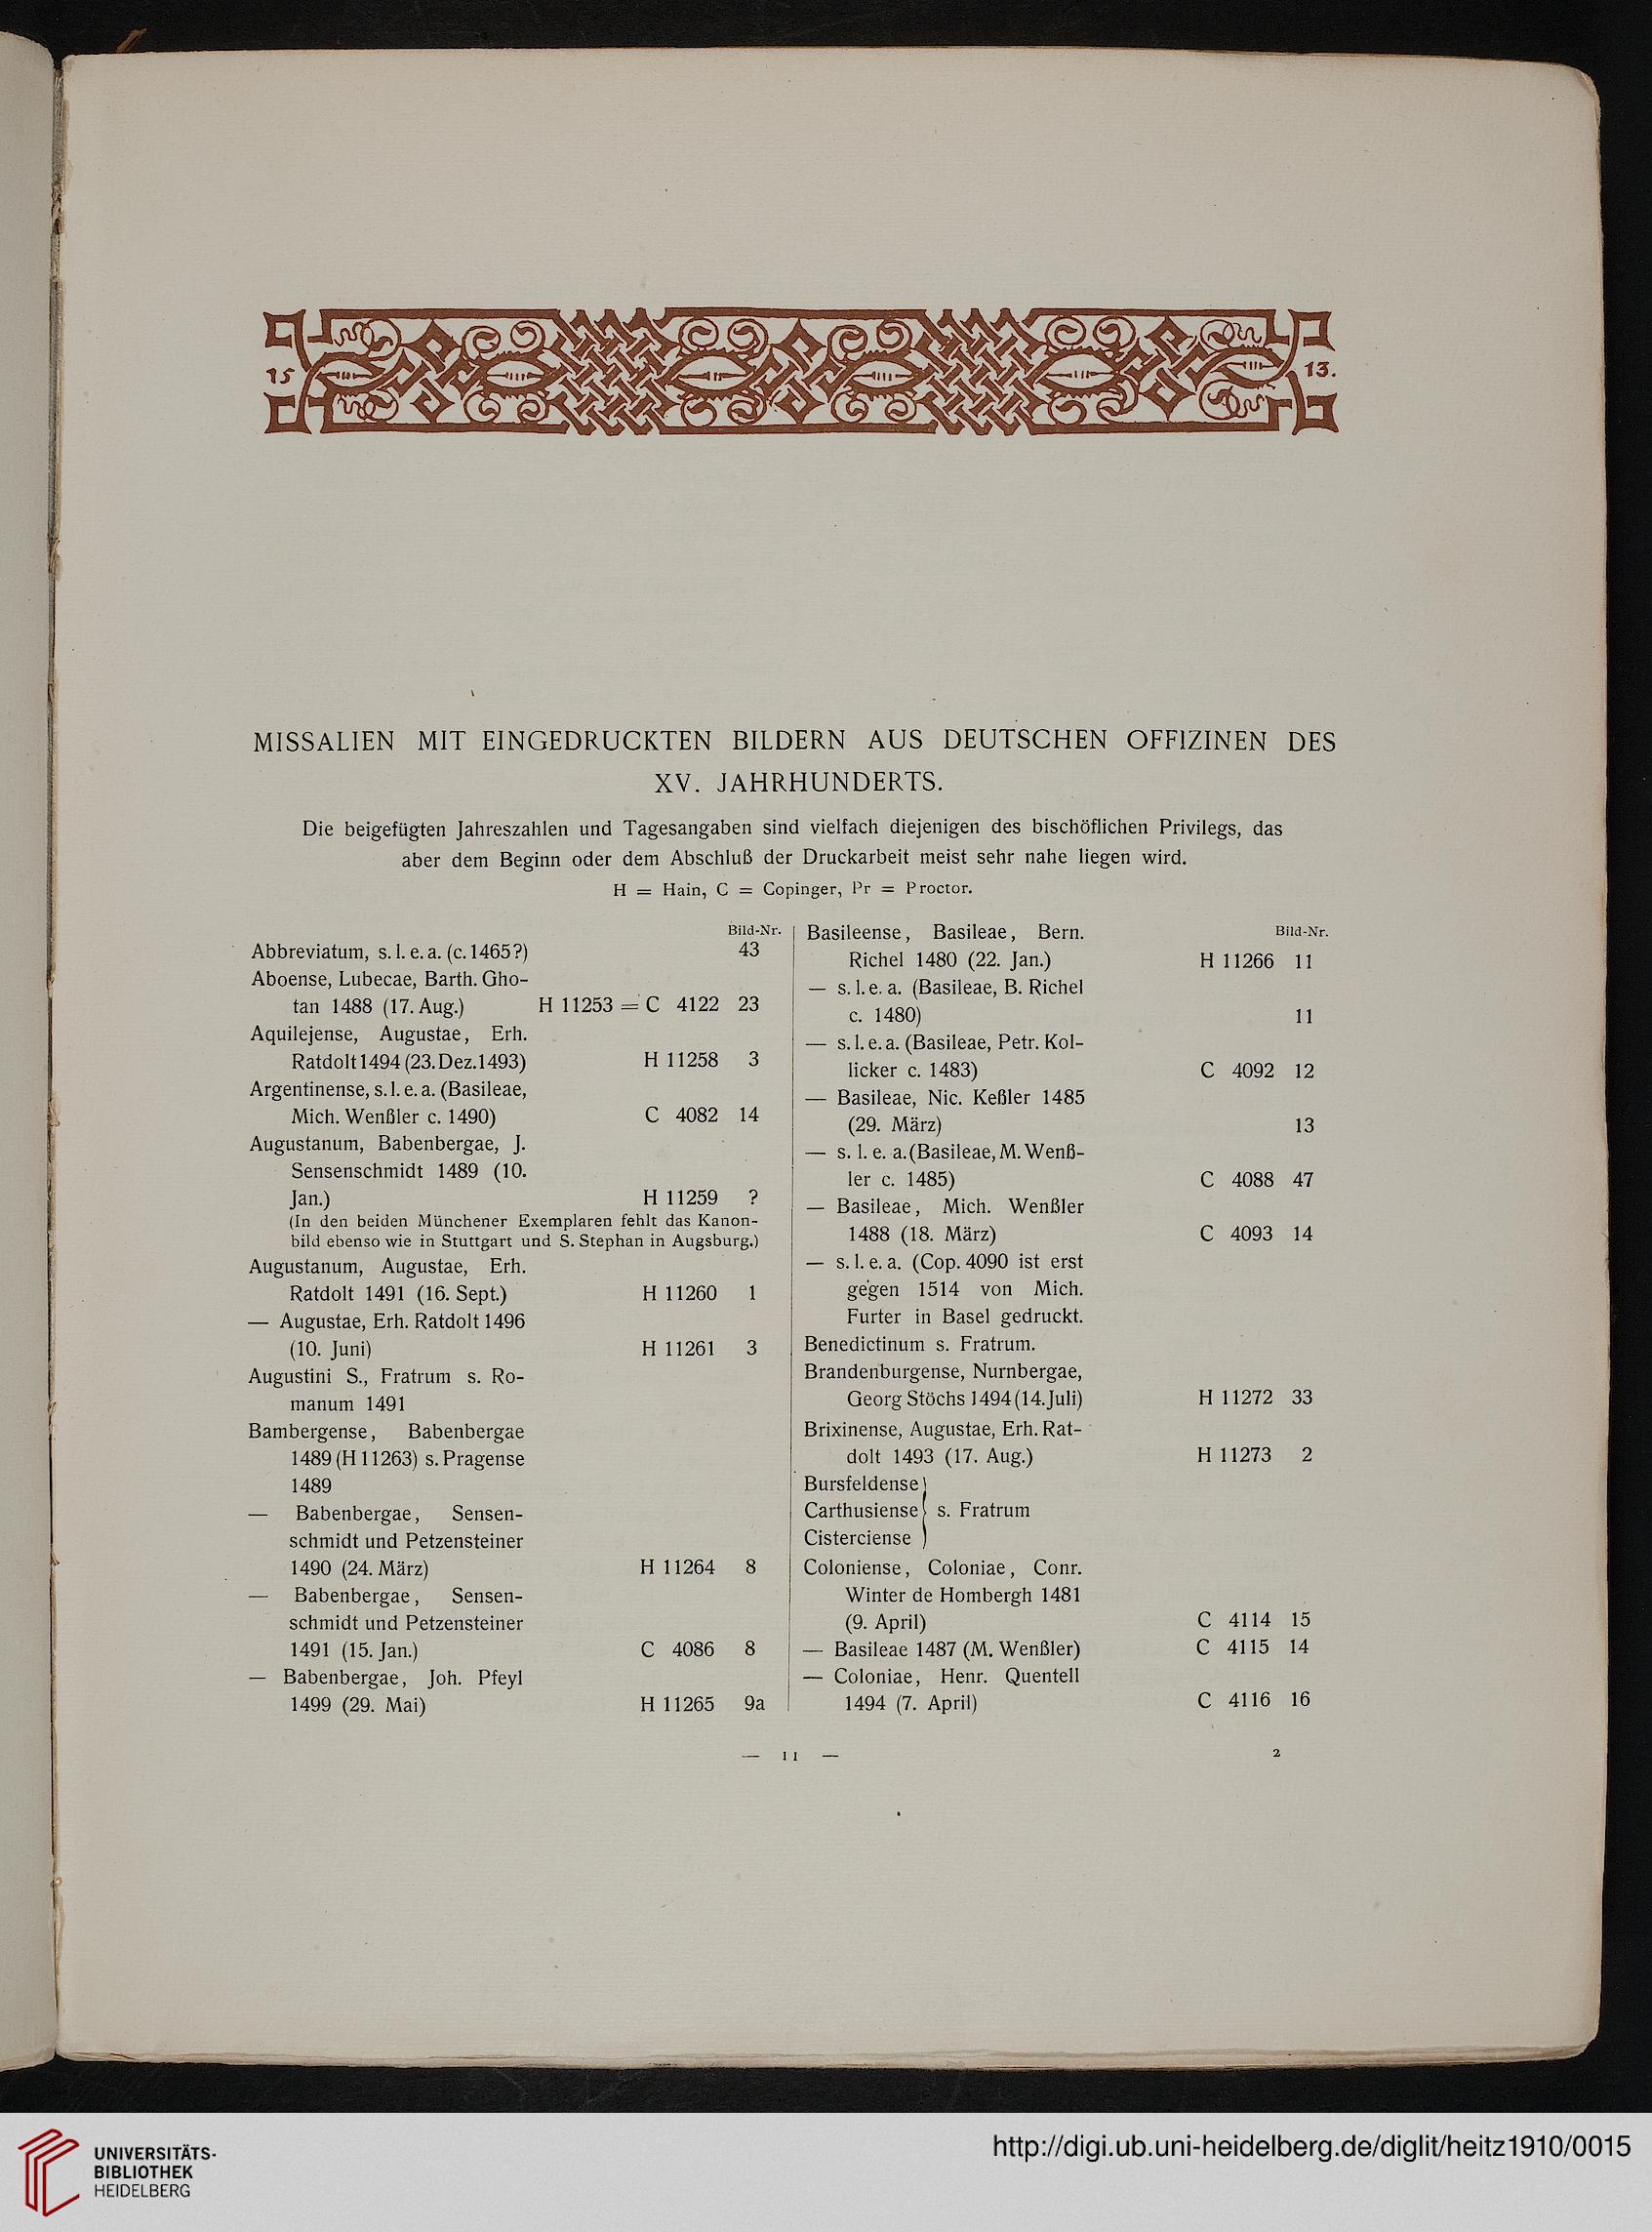 15
13.
MISSALIEN MIT EINGEDRUCKTEN BILDERN AUS DEUTSCHEN OFFIZINEN DES
XV. JAHRHUNDERTS.
Die beigefügten Jahreszahlen und Tagesangaben sind vielfach diejenigen des bischöflichen Privilegs, das
aber dem Beginn oder dem Abschluß der Druckarbeit meist sehr nahe liegen wird.
H = Hain, C = Copinger, Pr = Proctor.
Bild-Nr.
Abbreviatum, s. l. e. a. (c. 1465?) 43
Aboense, Lubecae, Barth. Gho-
tan 1488 (17. Aug.) H 11253 = C 4122 23
Aquilejense, Augustae, Erh.
Ratdolt 1494 (23. Dez. 1493) H 11258 3
Argentinense, s. l. e. a. (Basileae,
Mich. Wenßler c. 1490) C 4082 14
Augustanum, Babenbergae, J.
Sensenschmidt 1489 (10.
Jan.) H 11259 ?
(In den beiden Münchener Exemplaren fehlt das Kanon-
bild ebenso wie in Stuttgart und S. Stephan in Augsburg.)
Augustanum, Augustae, Erh.
Ratdolt 1491 (16. Sept.) H 11260 1
— Augustae, Erh. Ratdolt 1496
(10. Juni) H 11261 3
Augustini S., Fratrum s. Ro-
manum 1491
Bambergense, Babenbergae
1489 (H 11263) s. Pragense
1489
— Babenbergae, Sensen-
schmidt und Petzensteiner
1490 (24. März) H 11264 8
— Babenbergae, Sensen-
schmidt und Petzensteiner
1491 (15. Jan.) C 4086 8
— Babenbergae, Joh. Pfeyl
1499 (29. Mai) H 11265 9a
Bild-Nr.
Basileense, Basileae, Bern.
Richel 1480 (22. Jan.) H 11266 11
— s. l. e. a. (Basileae, B. Richel
c. 1480) 11
— s. l. e. a. (Basileae, Petr. Kol-
licker c. 1483) C 4092 12
— Basileae, Nic. Keßler 1485
(29. März) 13
— s. l. e. a. (Basileae, M. Wenß-
ler c. 1485) C 4088 47
— Basileae, Mich. Wenßler
1488 (18. März) C 4093 14
— s. l. e. a. (Cop. 4090 ist erst
gegen 1514 von Mich.
Furter in Basel gedruckt.
Benedictinum s. Fratrum.
Brandenburgense, Nurnbergae,
Georg Stöchs 1494 (14. Juli) H 11272 33
Brixinense, Augustae, Erh. Rat-
dolt 1493 (17. Aug.) H 11273 2
Bursfeldense
Carthusiense } s. Fratrum
Cisterciense
Coloniense, Coloniae, Conr.
Winter de Hombergh 1481
(9. April) C 4114 15
— Basileae 1487 (M. Wenßler) C 4115 14
— Coloniae, Henr. Quentell
1494 (7. April) C 4116 16
— 11 —
2
UNIVERSITÄTS-
BIBLIOTHEK
HEIDELBERG
http://digi.ub.uni-heidelberg.de/diglit/heitz1910/0015